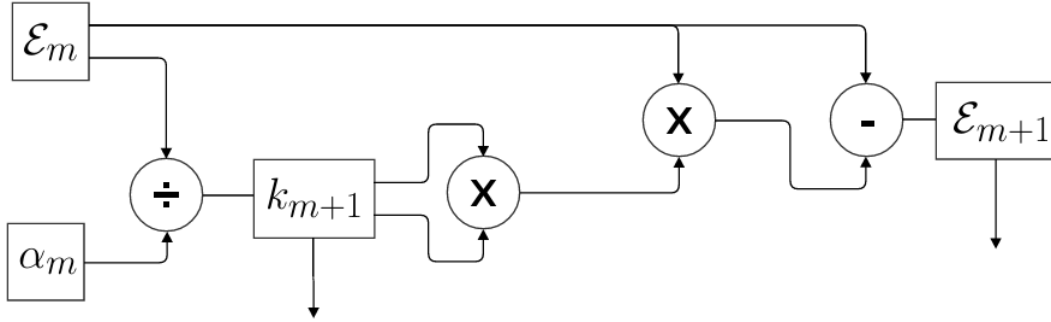 ℰ_m
÷
α_m
k_{m+1}
X
X
-
ℰ_{m+1}